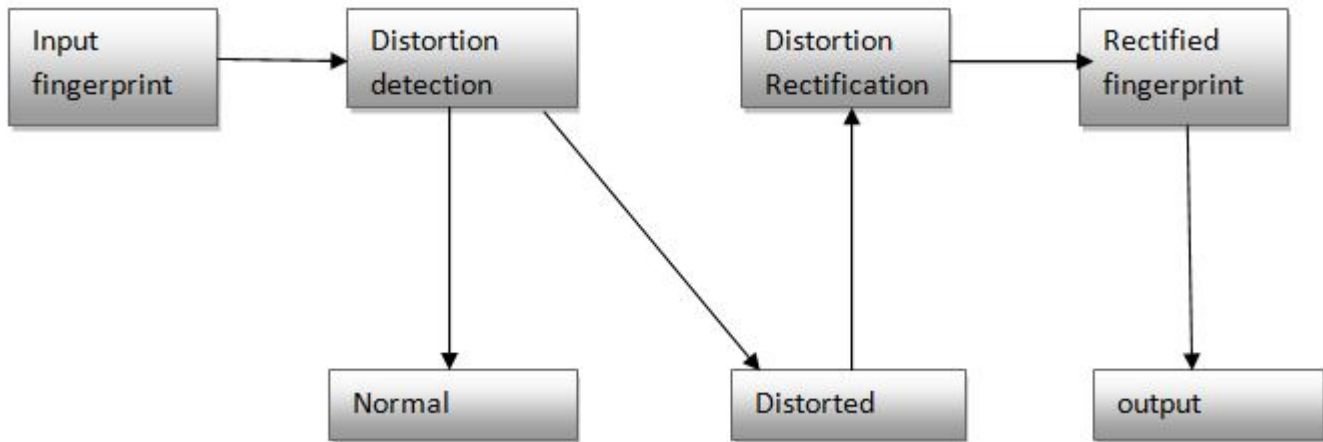 Input
fingerprint
Distortion
detection
Distortion
Rectification
Rectified
fingerprint
Normal
Distorted
output